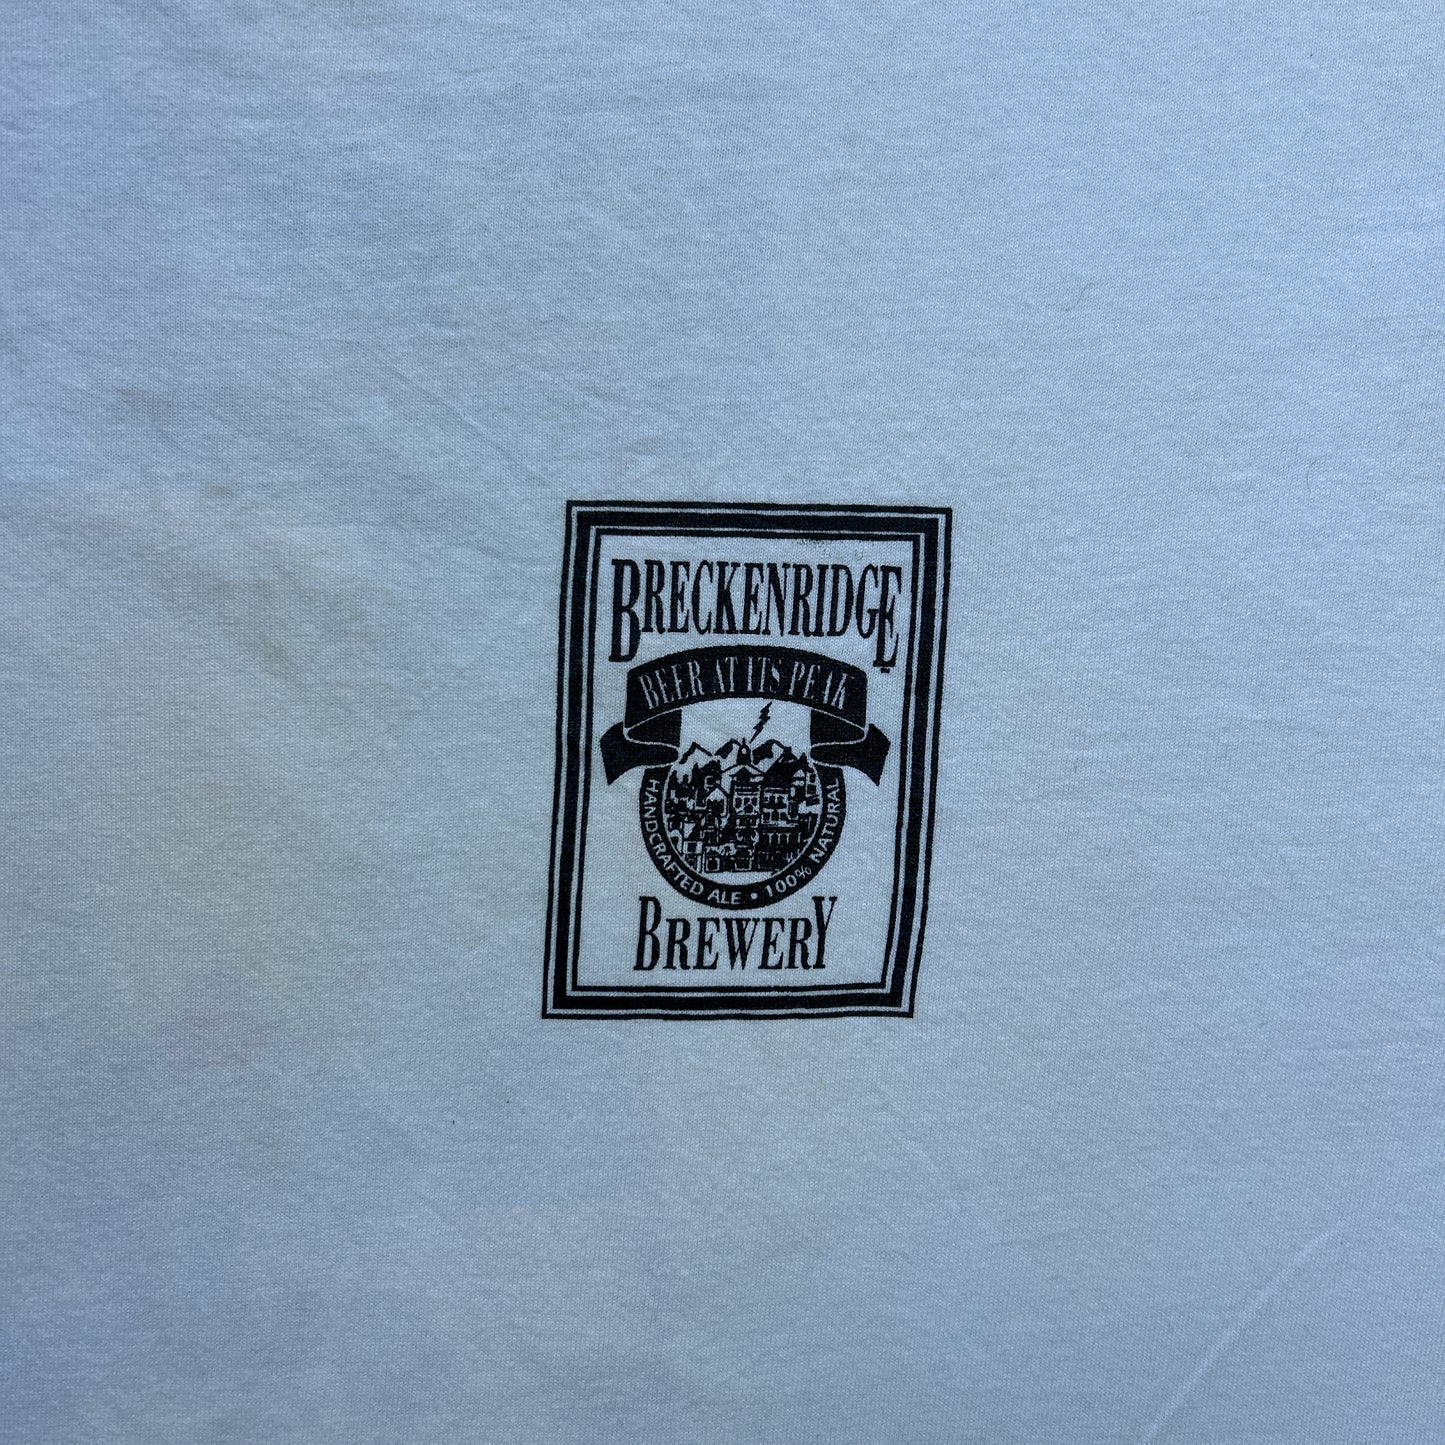 BRECKENRIDGE
BEER AT ITS PEAK
HANDCRAFTED ALE • 100% NATURAL
BREWERY